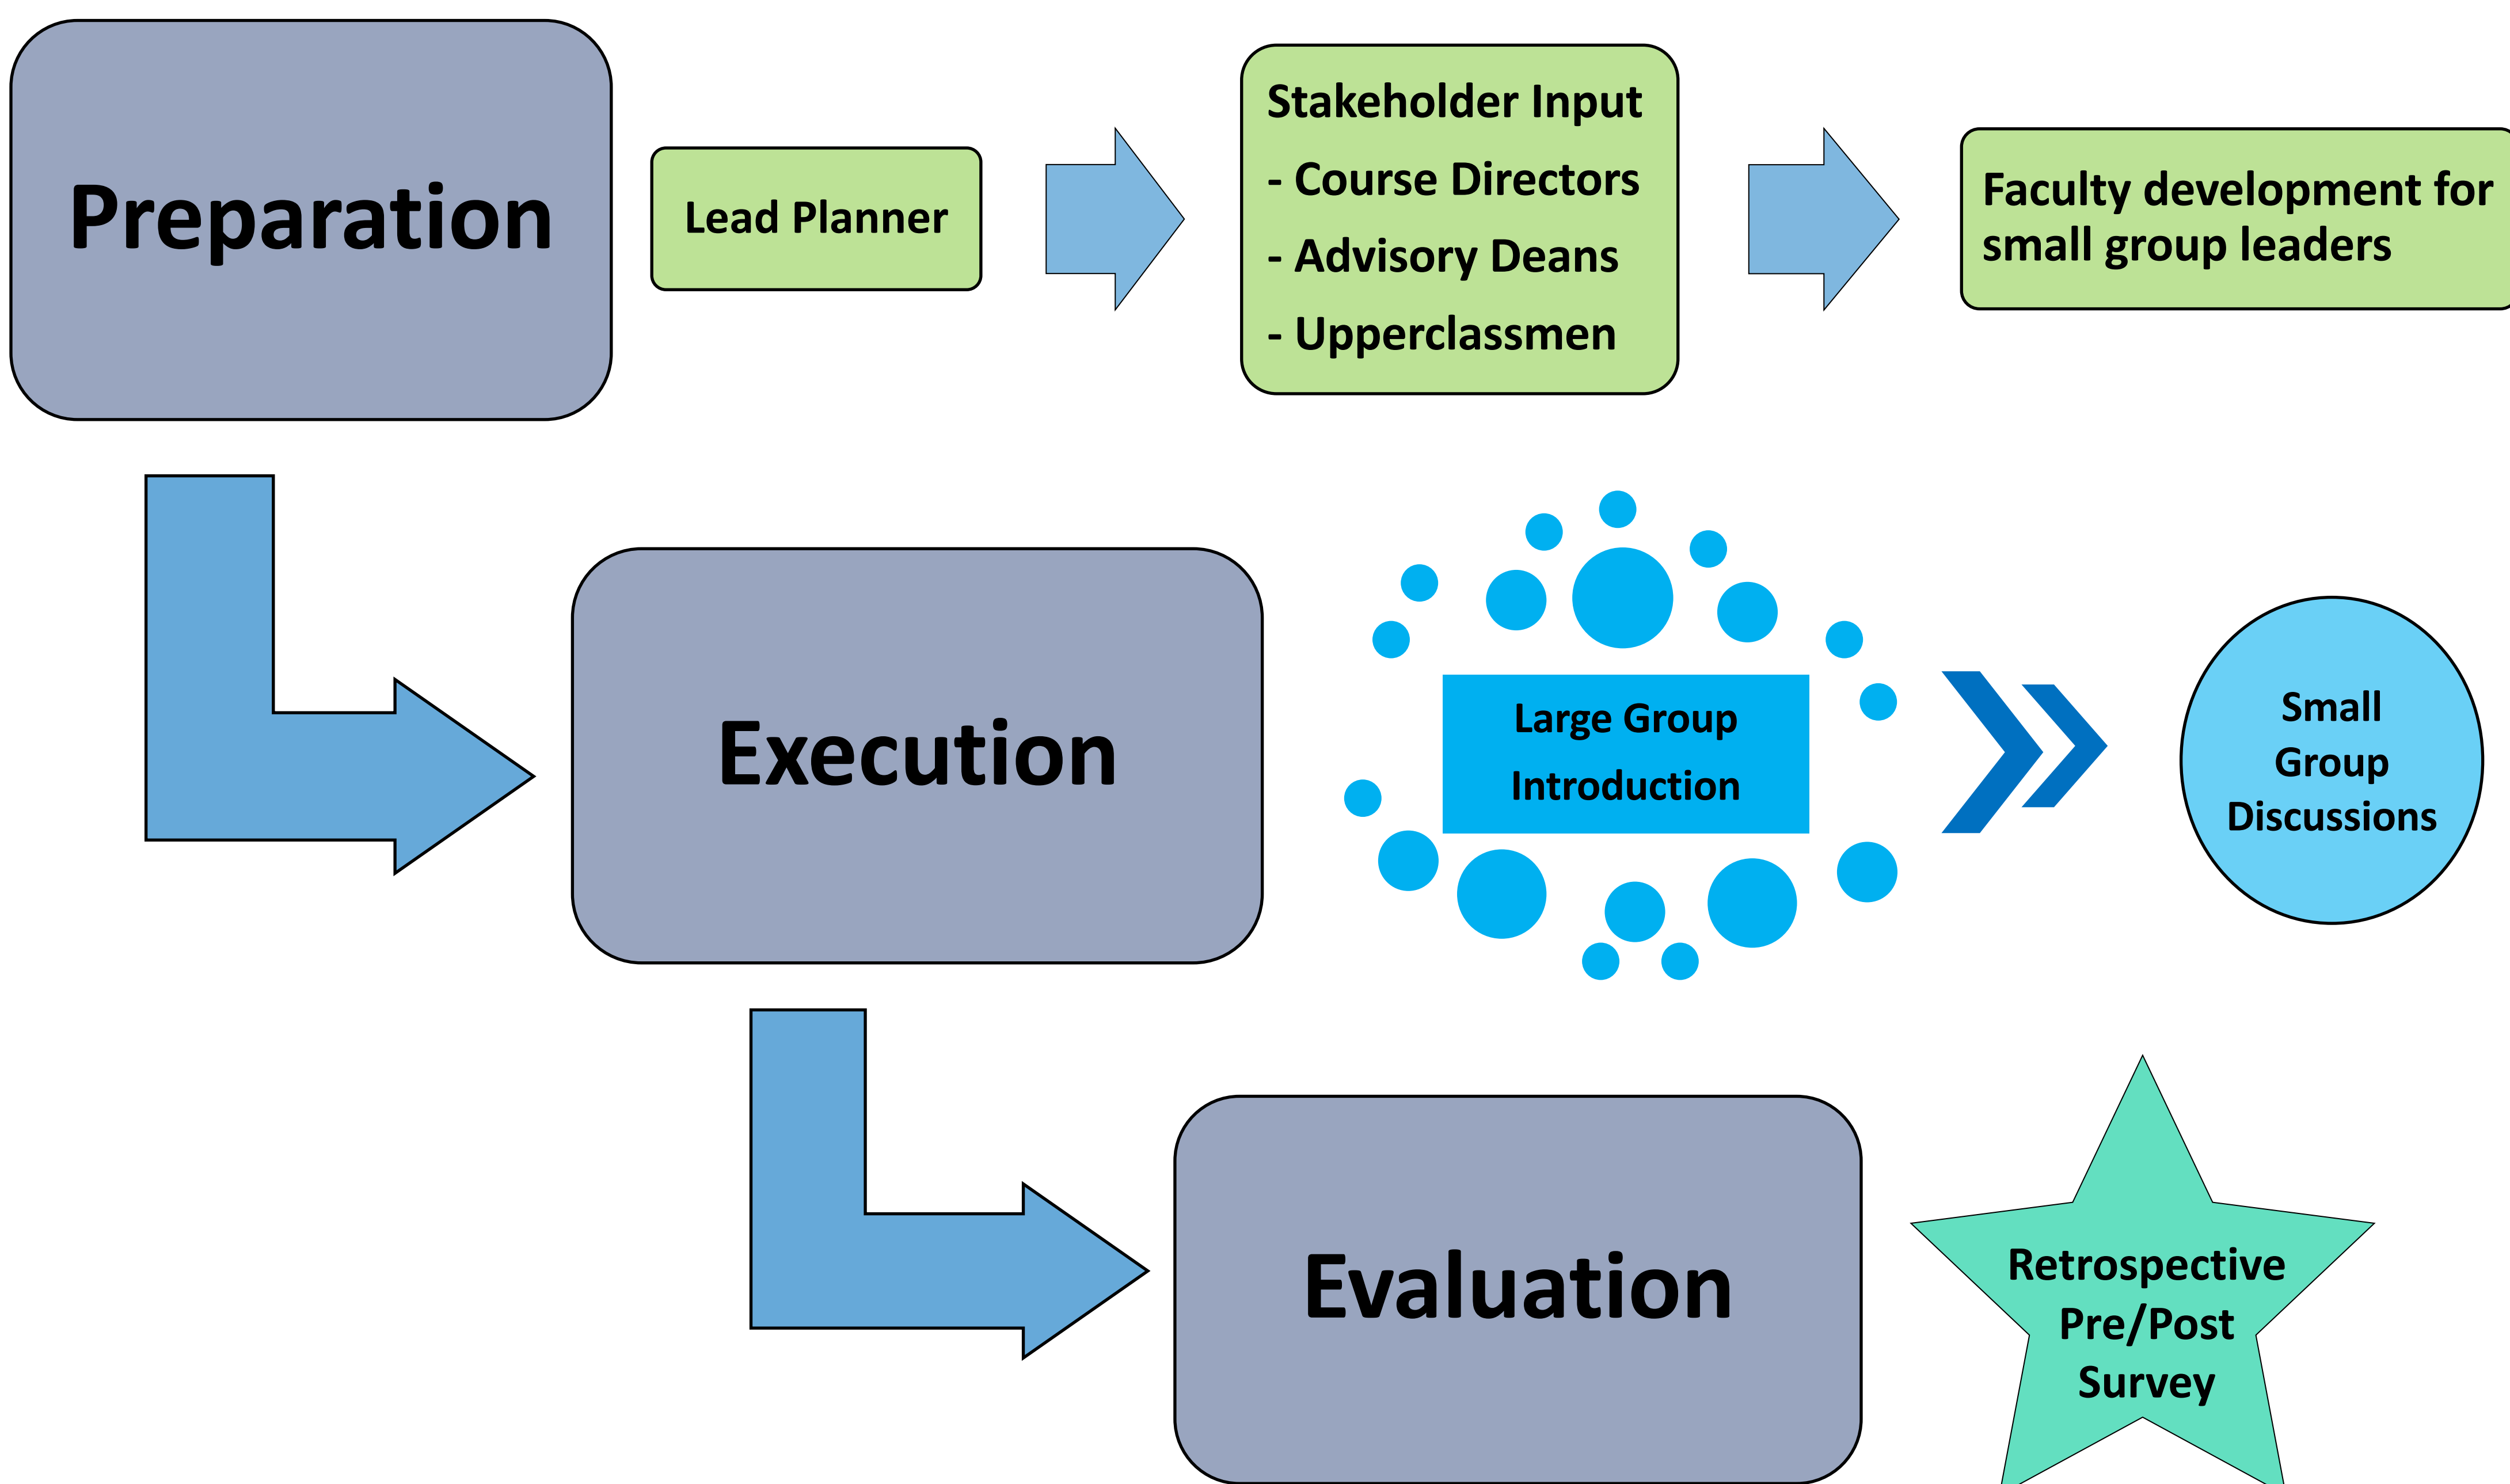 Preparation
Lead Planner
Stakeholder Input
- Course Directors
- Advisory Deans
- Upperclassmen
Faculty development for
small group leaders
Execution
Large Group
Introduction
Small
Group
Discussions
Evaluation
Retrospective
Pre/Post
Survey